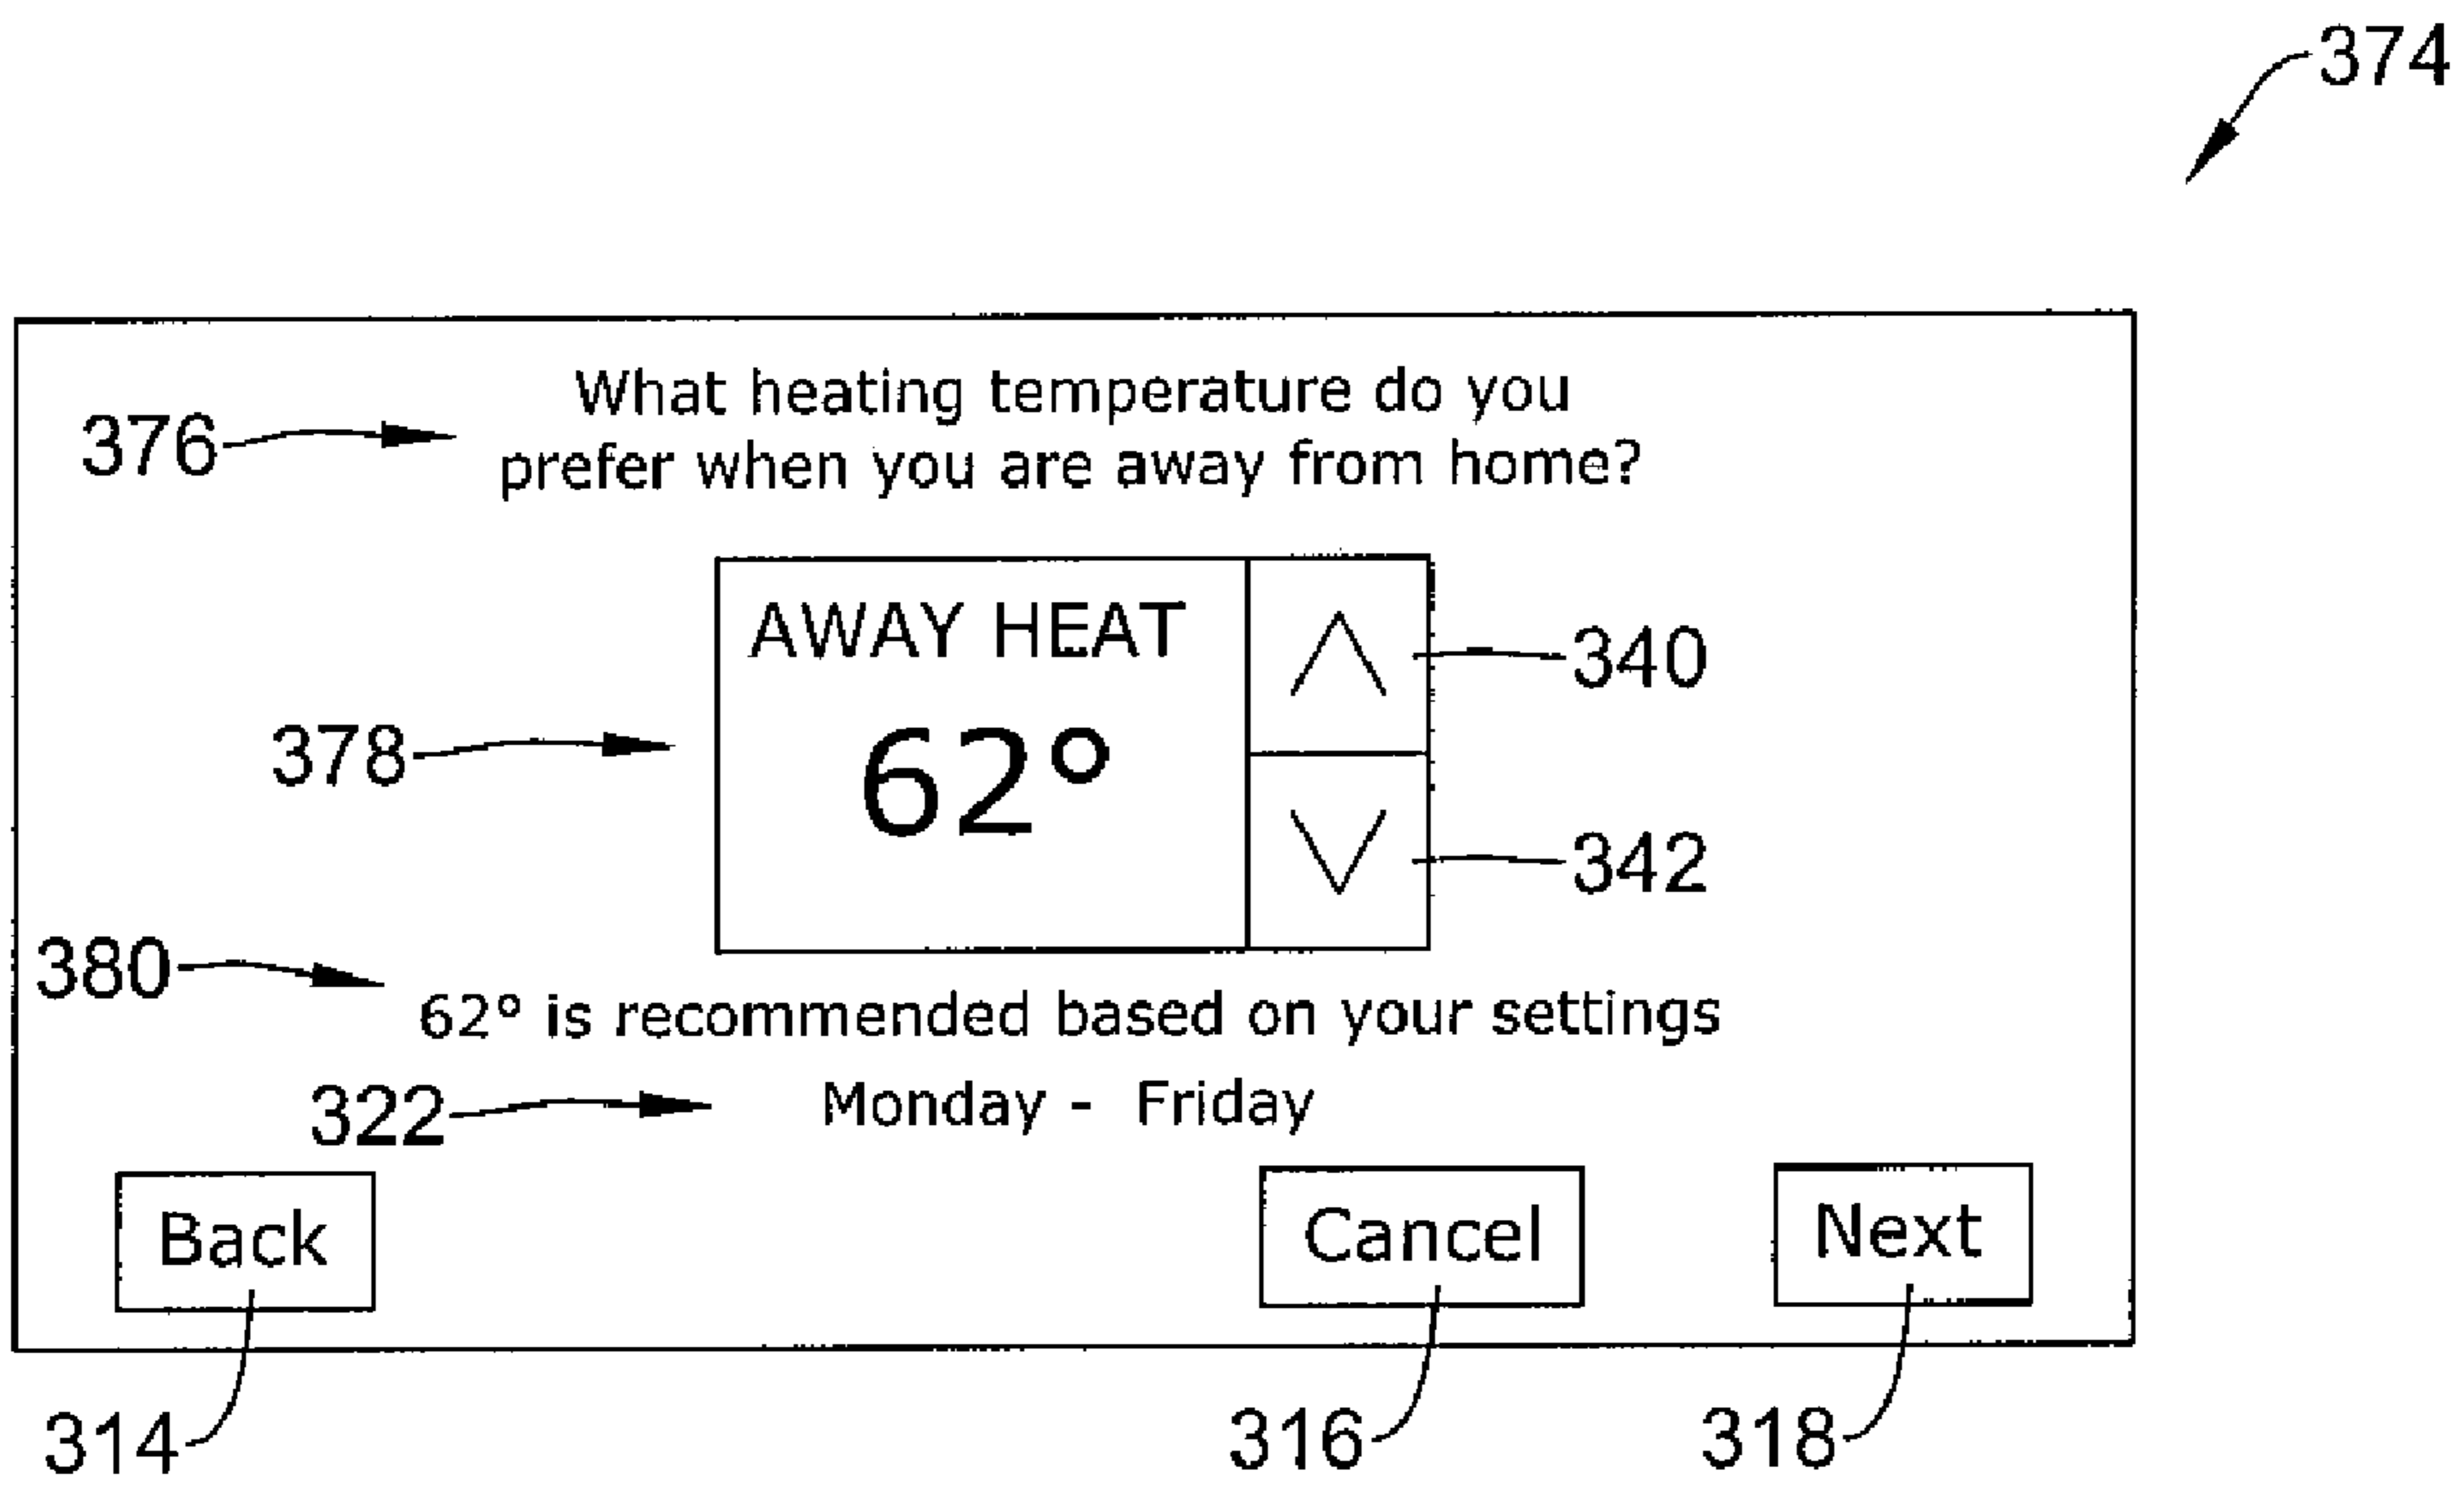 374
What heating temperature do you
376
prefer when you are away from home?
AWAY HEAT
340
378
62°
342
380
62° is recommended based on your settings
322
Monday - Friday
Back
Cancel
Next
314
316
318